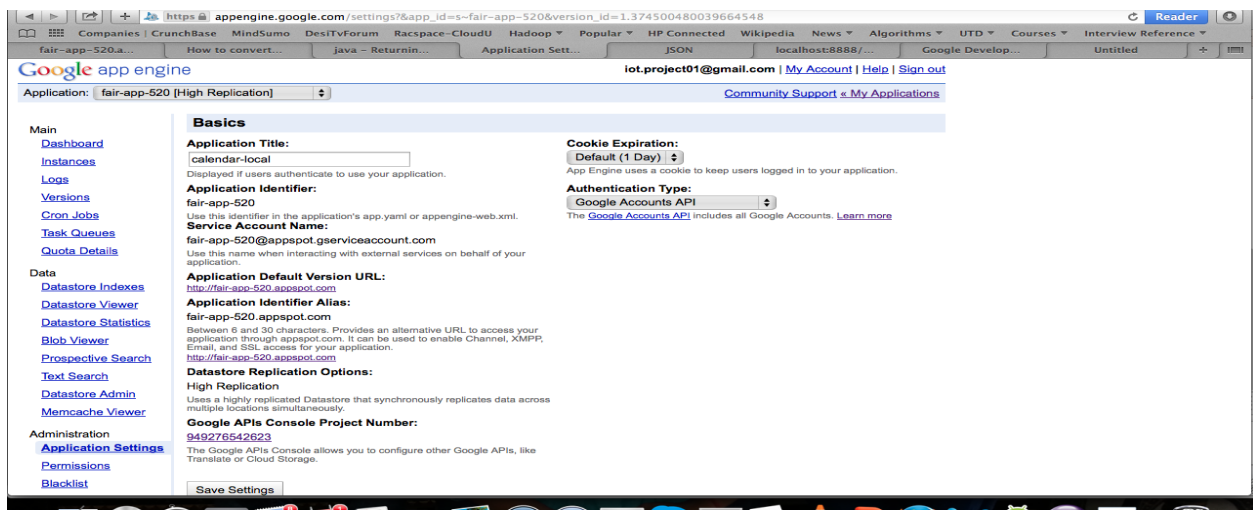 https appengine.google.com/settings?&app_id=s~fair-app-520&version_id=1.374500480039664548
Reader
Companies | CrunchBase MindSumo DesiTvForum Racspace-CloudU Hadoop Popular HP Connected Wikipedia News Algorithms UTD Courses Interview Reference
fair-app-520.a... How to convert... java – Returnin... Application Sett... JSON localhost:8888/... Google Develop... Untitled
Google app engine
iot.project01@gmail.com | My Account | Help | Sign out
Application: fair-app-520 [High Replication]
Community Support « My Applications
Main
Dashboard
Instances
Logs
Versions
Cron Jobs
Task Queues
Quota Details
Data
Datastore Indexes
Datastore Viewer
Datastore Statistics
Blob Viewer
Prospective Search
Text Search
Datastore Admin
Memcache Viewer
Administration
Application Settings
Permissions
Blacklist
Basics
Application Title:
calendar-local
Displayed if users authenticate to use your application.
Application Identifier:
fair-app-520
Use this identifier in the application's app.yaml or appengine-web.xml.
Service Account Name:
fair-app-520@appspot.gserviceaccount.com
Use this name when interacting with external services on behalf of your
application.
Application Default Version URL:
http://fair-app-520.appspot.com
Application Identifier Alias:
fair-app-520.appspot.com
Between 6 and 30 characters. Provides an alternative URL to access your
application through appspot.com. It can be used to enable Channel, XMPP,
Email, and SSL access for your application.
http://fair-app-520.appspot.com
Datastore Replication Options:
High Replication
Uses a highly replicated Datastore that synchronously replicates data across
multiple locations simultaneously.
Google APIs Console Project Number:
949276542623
The Google APIs Console allows you to configure other Google APIs, like
Translate or Cloud Storage.
Save Settings
Cookie Expiration:
Default (1 Day)
App Engine uses a cookie to keep users logged in to your application.
Authentication Type:
Google Accounts API
The Google Accounts API includes all Google Accounts. Learn more